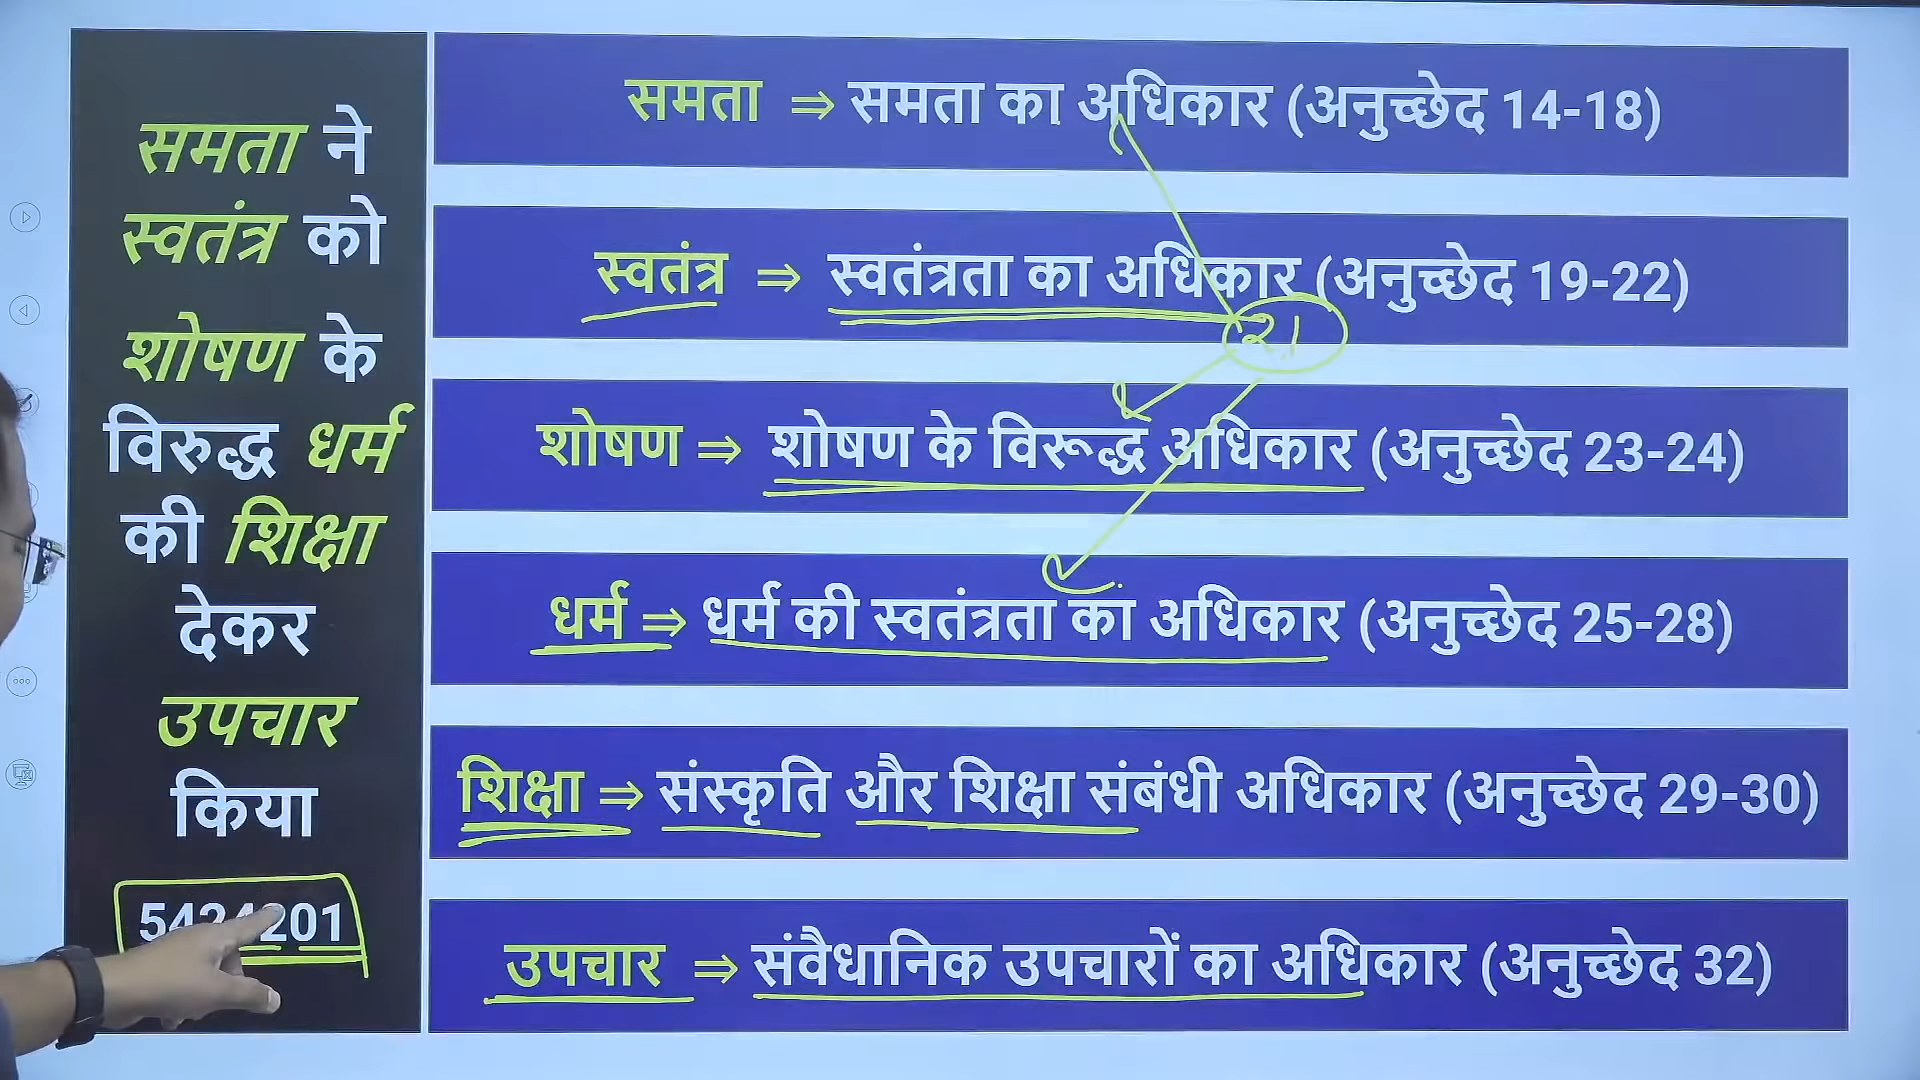 समता ने
स्वतंत्र को
शोषण के
विरुद्ध धर्म
की शिक्षा
देकर
उपचार
किया
5424201
समता ⇒ समता का अधिकार (अनुच्छेद 14-18)
स्वतंत्र ⇒ स्वतंत्रता का अधिकार (अनुच्छेद 19-22)
21
शोषण ⇒ शोषण के विरूद्ध अधिकार (अनुच्छेद 23-24)
धर्म ⇒ धर्म की स्वतंत्रता का अधिकार (अनुच्छेद 25-28)
शिक्षा ⇒ संस्कृति और शिक्षा संबंधी अधिकार (अनुच्छेद 29-30)
उपचार ⇒ संवैधानिक उपचारों का अधिकार (अनुच्छेद 32)